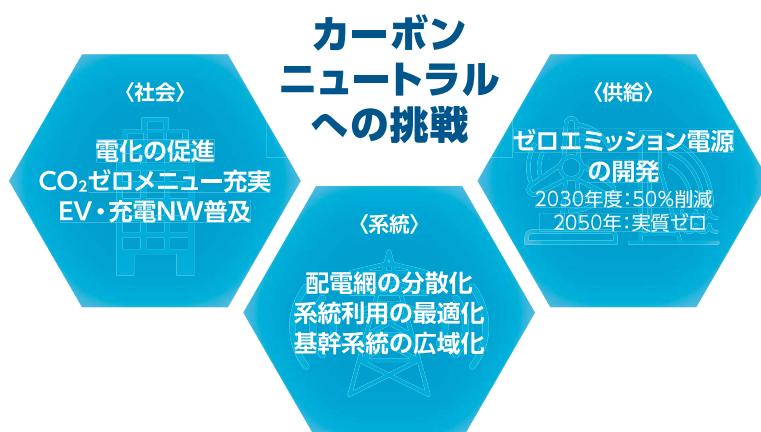 カーボン
ニュートラル
への挑戦
〈社会〉
電化の促進
CO₂ゼロメニュー充実
EV・充電NW普及
〈系統〉
配電網の分散化
系統利用の最適化
基幹系統の広域化
〈供給〉
ゼロエミッション電源
の開発
2030年度：50%削減
2050年：実質ゼロ